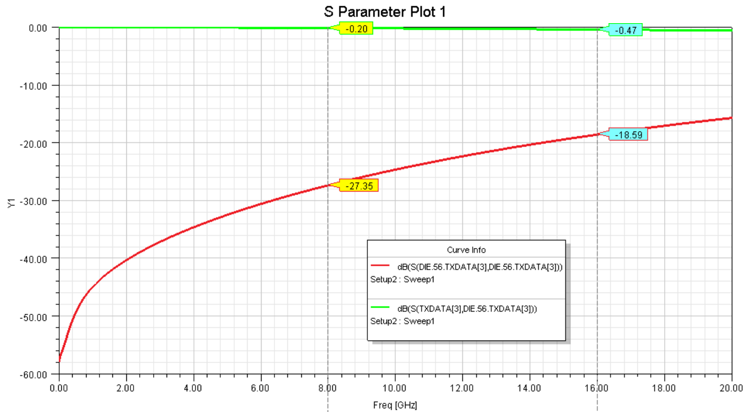 S Parameter Plot 1
0.00
-10.00
-20.00
-30.00
-40.00
-50.00
-60.00
Y1
-0.20
-0.47
-18.59
-27.35
Curve Info
dB(S(DIE.56.TXDATA[3],DIE.56.TXDATA[3]))
Setup2 : Sweep1
dB(S(TXDATA[3],DIE.56.TXDATA[3]))
Setup2 : Sweep1
0.00 2.00 4.00 6.00 8.00 10.00 12.00 14.00 16.00 18.00 20.00
Freq [GHz]